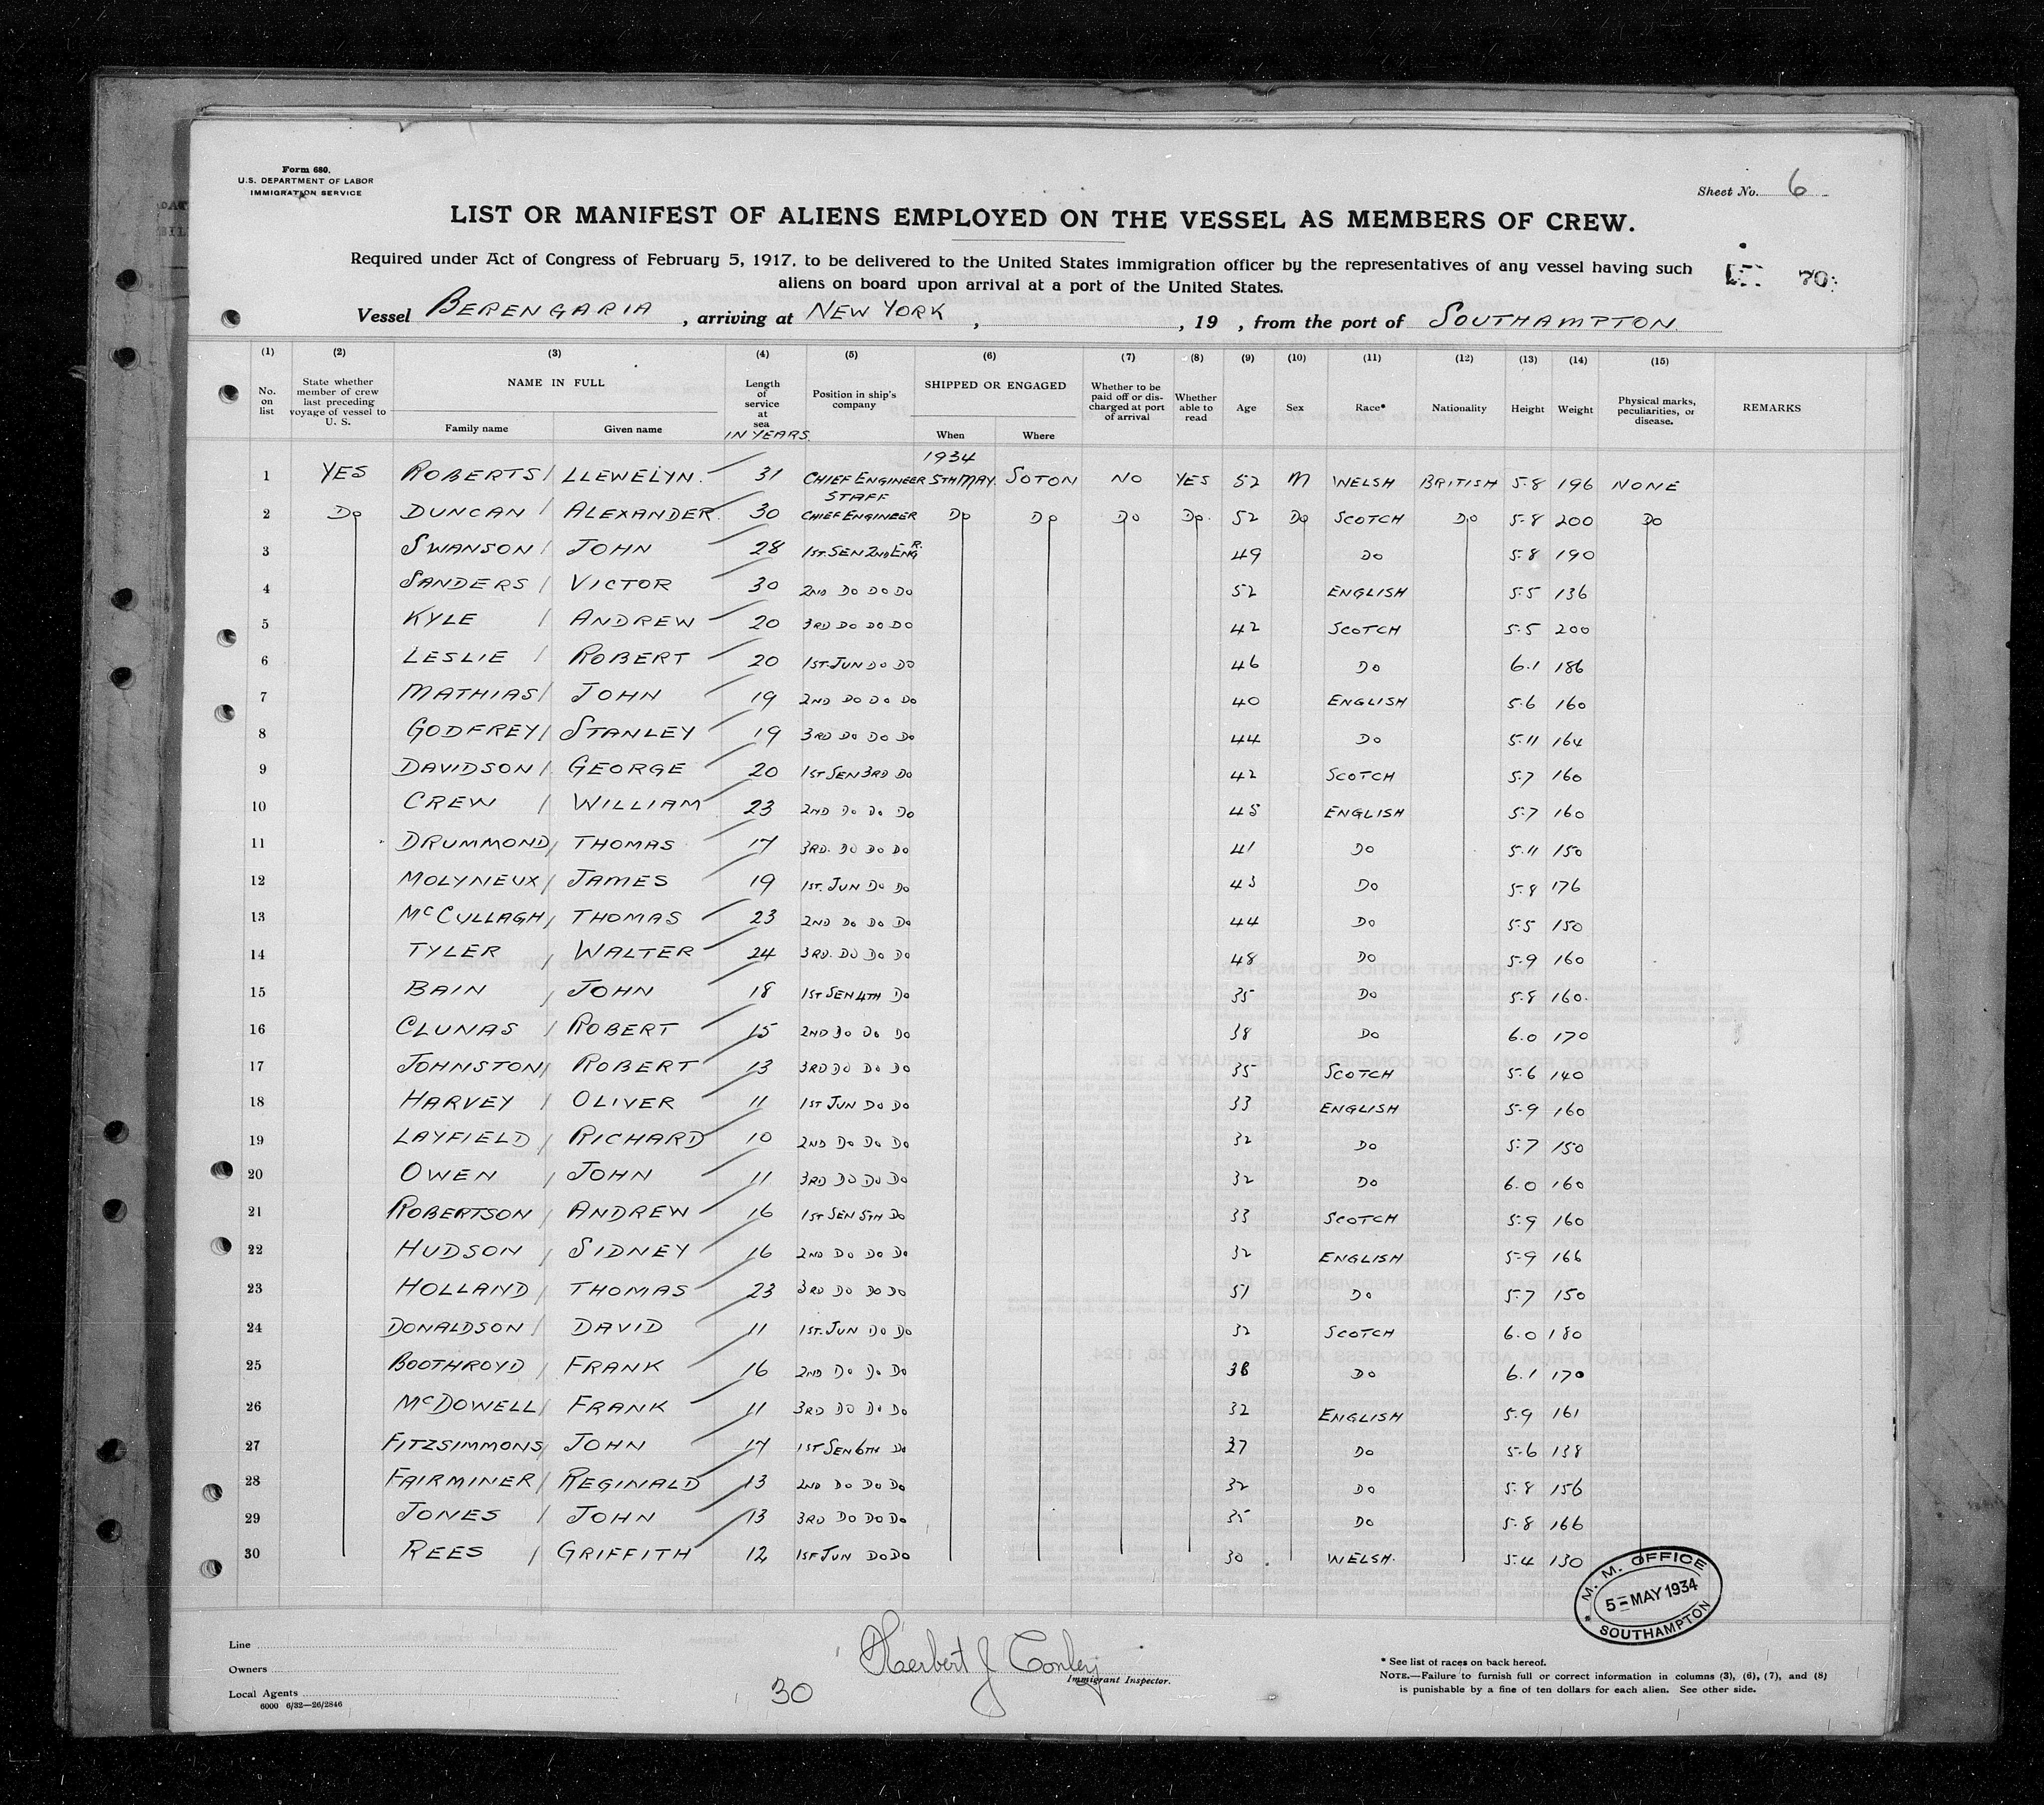 Form 680.
U.S. DEPARTMENT OF LABOR
IMMIGRATION SERVICE
Sheet No. 6
LIST OR MANIFEST OF ALIENS EMPLOYED ON THE VESSEL AS MEMBERS OF CREW.
Required under Act of Congress of February 5, 1917, to be delivered to the United States immigration officer by the representatives of any vessel having such
aliens on board upon arrival at a port of the United States.
70
Vessel BERENGARIA, arriving at NEW YORK, , 19 , from the port of SOUTHAMPTON
(1) (2) (3) (4) (5) (6) (7) (8) (9) (10) (11) (12) (13) (14) (15)
No. on list State whether member of crew last preceding voyage of vessel to U. S. NAME IN FULL Family name Given name Length of service at sea IN YEARS. Position in ship's company SHIPPED OR ENGAGED When Where Whether to be paid off or discharged at port of arrival Whether able to read Age Sex Race* Nationality Height Weight Physical marks, peculiarities, or disease. REMARKS
1934
1 YES ROBERTS / LLEWELYN. 31 CHIEF ENGINEER 5TH MAY. SOTON NO YES 52 M WELSH BRITISH 5.8 196 NONE
2 DO DUNCAN / ALEXANDER. 30 STAFF CHIEF ENGINEER DO DO DO DO. 52 DO SCOTCH DO 5-8 200 DO
3 SWANSON / JOHN 28 1ST. SEN 2ND ENGR. 49 DO 5.8 190
4 SANDERS / VICTOR 30 2ND DO DO DO 52 ENGLISH 5.5 136
5 KYLE / ANDREW 20 3RD DO DO DO 42 SCOTCH 5.5 200
6 LESLIE / ROBERT 20 1ST. JUN DO DO 46 DO 6.1 186
7 MATHIAS / JOHN 19 2ND DO DO DO 40 ENGLISH 5.6 160
8 GODFREY / STANLEY 19 3RD DO DO DO 44 DO 5.11 164
9 DAVIDSON / GEORGE 20 1ST SEN 3RD DO 42 SCOTCH 5.7 160
10 CREW / WILLIAM 23 2ND DO DO DO 45 ENGLISH 5.7 160
11 DRUMMOND / THOMAS 17 3RD. DO DO DO 41 DO 5.11 150
12 MOLYNEUX / JAMES 19 1ST. JUN DO DO 43 DO 5.8 176
13 McCULLAGH / THOMAS 23 2ND DO DO DO 44 DO 5.5 150
14 TYLER / WALTER 24 3RD. DO DO DO 48 DO 5.9 160
15 BAIN / JOHN 18 1ST SEN 4TH DO 35 DO 5.8 160.
16 CLUNAS / ROBERT 15 2ND DO DO DO 38 DO 6.0 170
17 JOHNSTON / ROBERT 13 3RD DO DO DO 35 SCOTCH 5.6 140
18 HARVEY / OLIVER 11 1ST JUN DO DO 33 ENGLISH 5-9 160
19 LAYFIELD / RICHARD 10 2ND DO DO DO 32 DO 5.7 150
20 OWEN / JOHN 11 3RD DO DO DO 32 DO 6.0 160
21 ROBERTSON / ANDREW 16 1ST SEN 5TH DO 33 SCOTCH 5.9 160
22 HUDSON / SIDNEY 16 2ND DO DO DO 32 ENGLISH 5-9 166
23 HOLLAND / THOMAS 23 3RD DO DO DO 51 DO 5.7 150
24 DONALDSON / DAVID 11 1ST. JUN DO DO 32 SCOTCH 6.0 180
25 BOOTHROYD / FRANK 16 2ND DO DO DO 38 DO 6.1 170
26 McDOWELL / FRANK 11 3RD DO DO DO 32 ENGLISH 5.9 161
27 FITZSIMMONS / JOHN 17 1ST SEN 6TH DO 37 DO 5-6 138
28 FAIRMINER / REGINALD 13 2ND DO DO DO 32 DO 5.8 156
29 JONES / JOHN 13 3RD DO DO DO 35 DO 5.8 166
30 REES / GRIFFITH 12 1ST JUN DO DO 30 WELSH. 5.4 130
M. M. OFFICE
5 - MAY 1934
SOUTHAMPTON
Line
Owners
Local Agents
6000 6/32—26/2846
30
Herbert J Conley
Immigrant Inspector.
* See list of races on back hereof.
NOTE.—Failure to furnish full or correct information in columns (3), (6), (7), and (8)
is punishable by a fine of ten dollars for each alien. See other side.